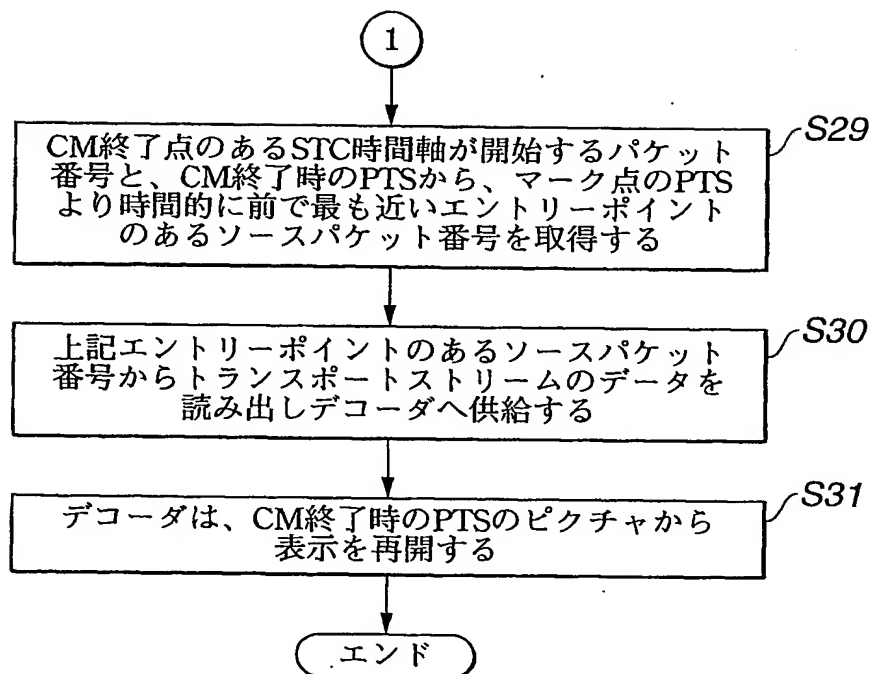 1
S29
CM終了点のあるSTC時間軸が開始するパケット
番号と、CM終了時のPTSから、マーク点のPTS
より時間的に前で最も近いエントリーポイント
のあるソースパケット番号を取得する
S30
上記エントリーポイントのあるソースパケット
番号からトランスポートストリームのデータを
読み出しデコーダへ供給する
S31
デコーダは、CM終了時のPTSのピクチャから
表示を再開する
エンド